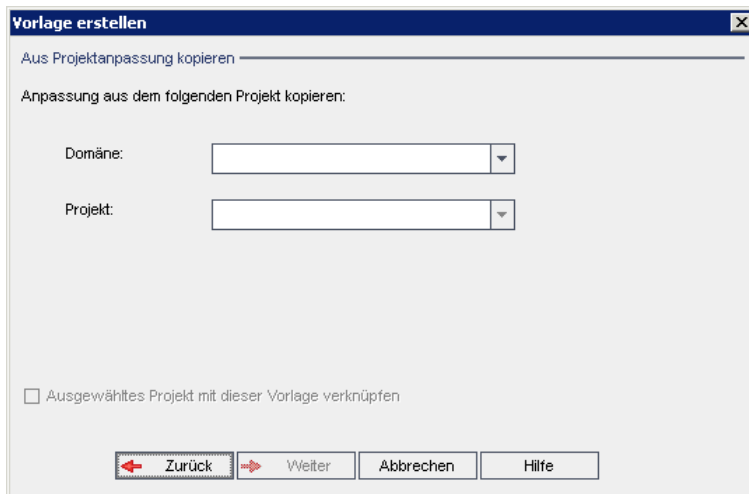 Vorlage erstellen
Aus Projektanpassung kopieren
Anpassung aus dem folgenden Projekt kopieren:
Domäne:
Projekt:
Ausgewähltes Projekt mit dieser Vorlage verknüpfen
Zurück Weiter Abbrechen Hilfe